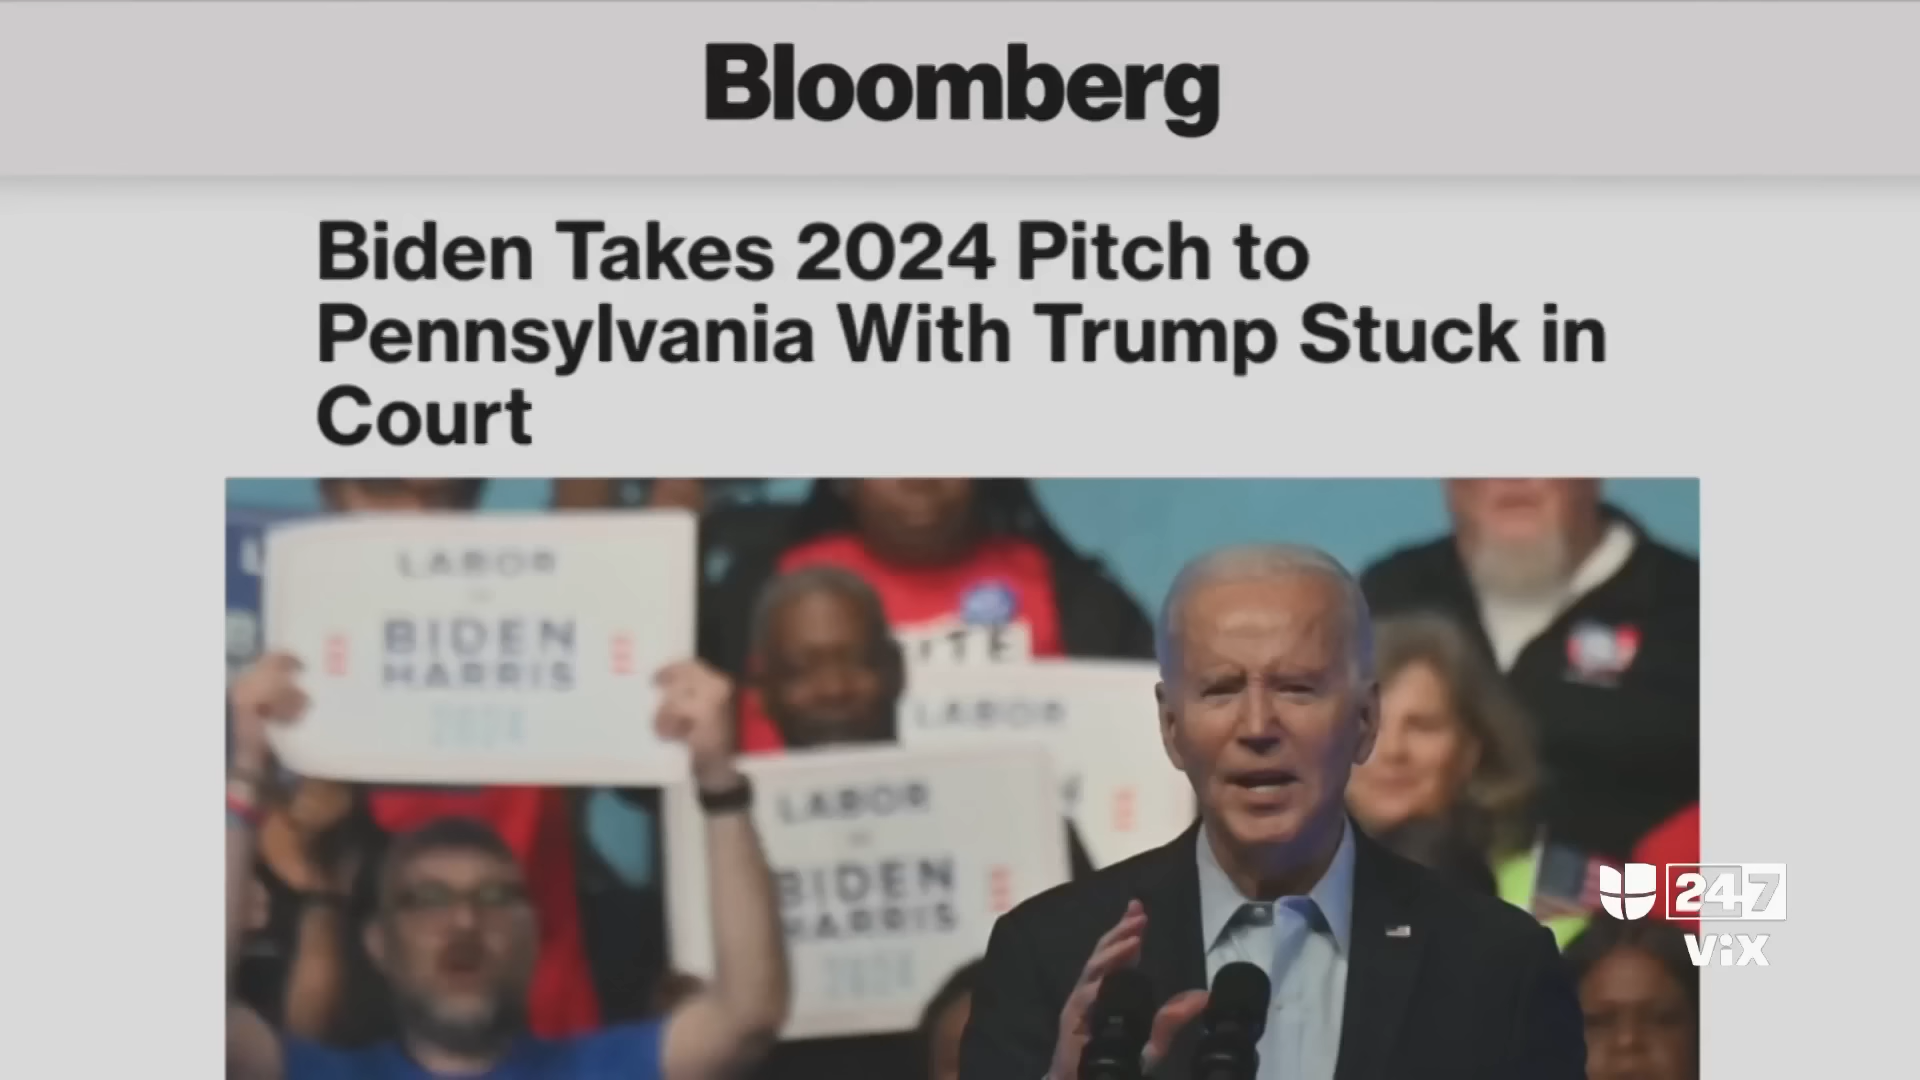 Bloomberg
Biden Takes 2024 Pitch to
Pennsylvania With Trump Stuck in
Court
LABOR
BIDEN
HARRIS
2024
LABOR
LABOR
BIDEN
HARRIS
2024
24/7
ViX